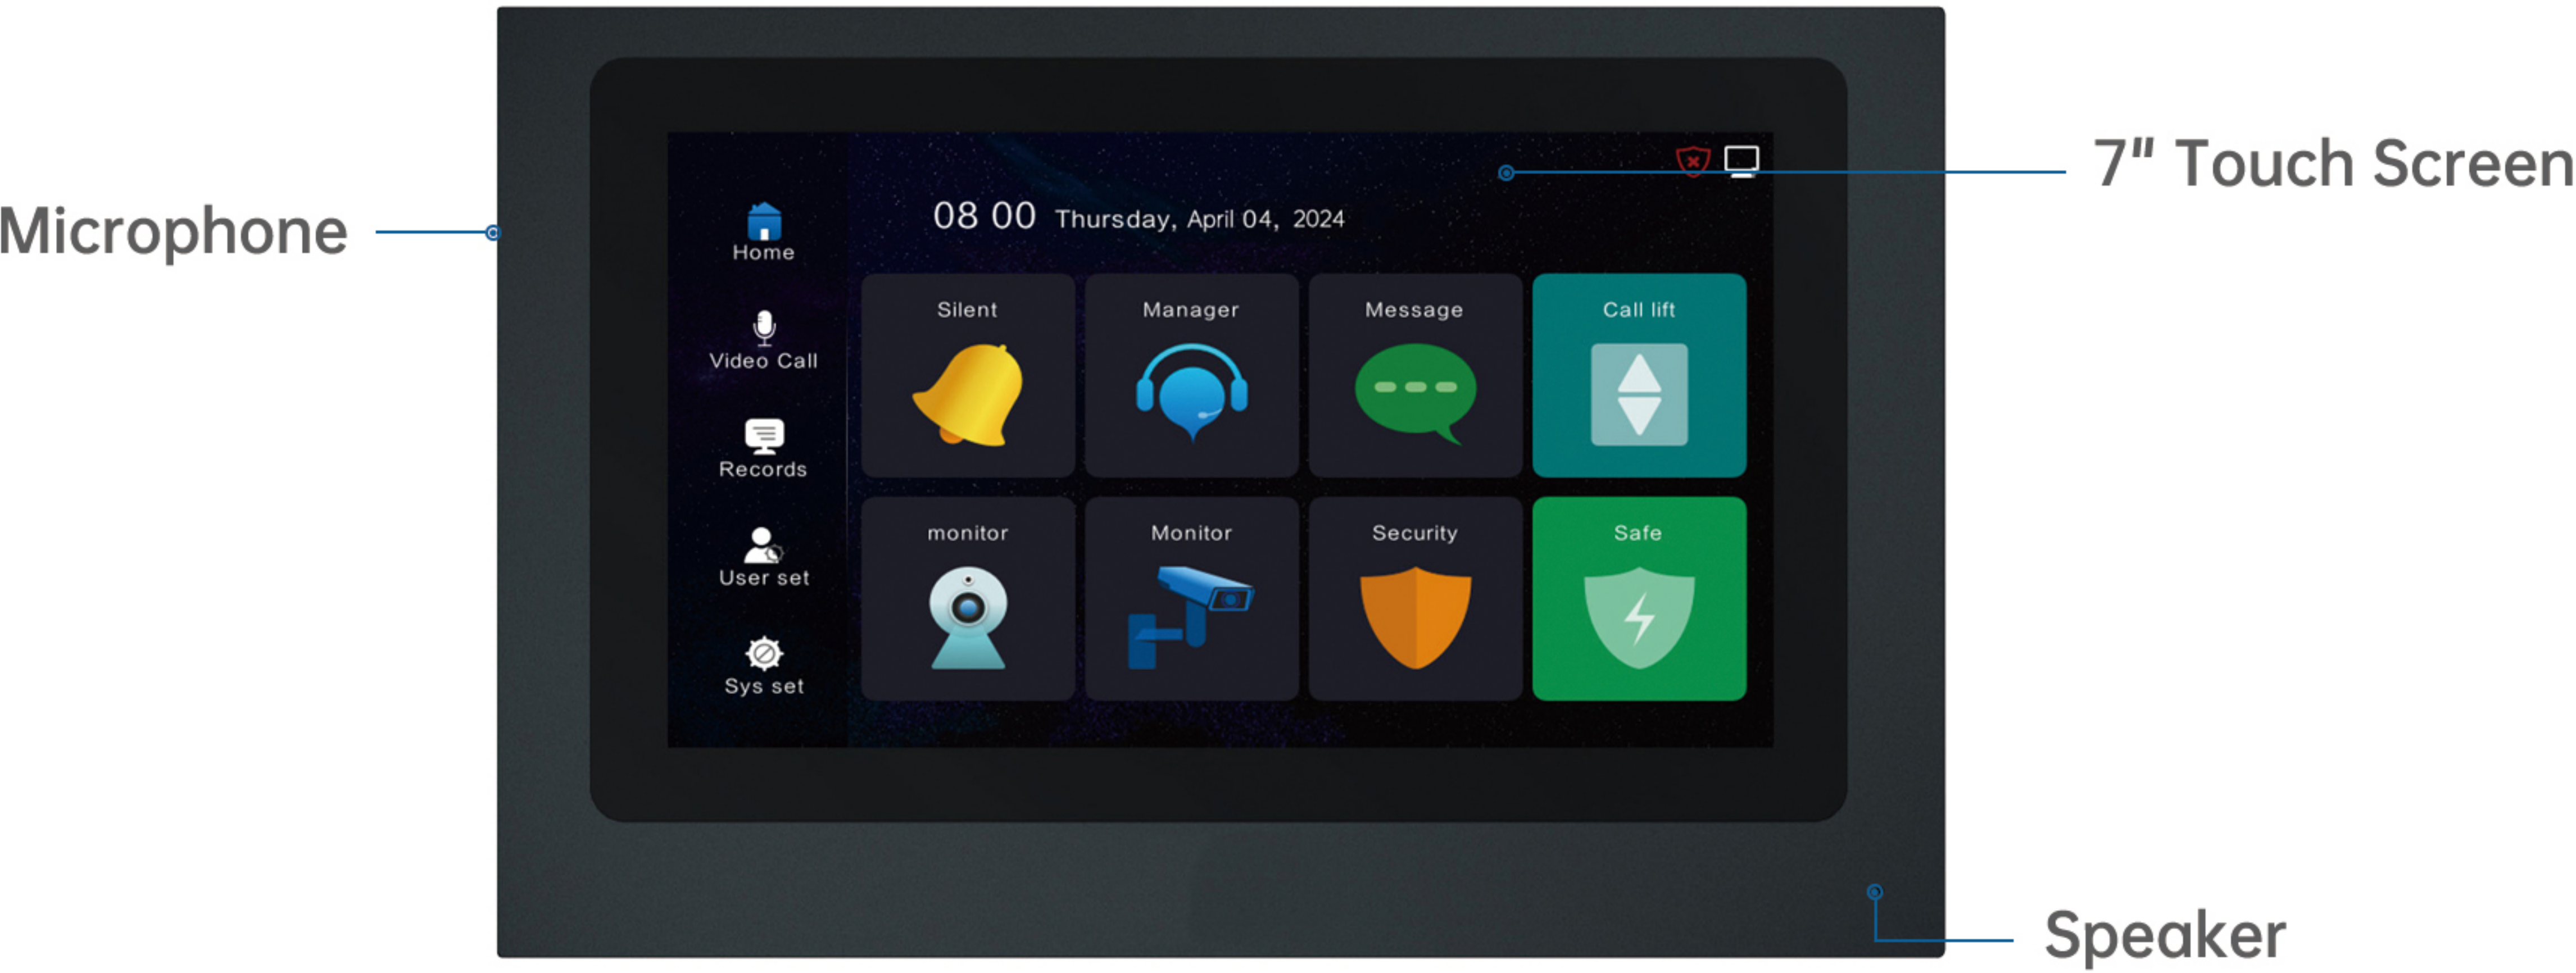 7" Touch Screen
Microphone
08 00 Thursday, April 04, 2024
Home
Video Call
Records
User set
Sys set
Silent
Manager
Message
Call lift
monitor
Monitor
Security
Safe
Speaker